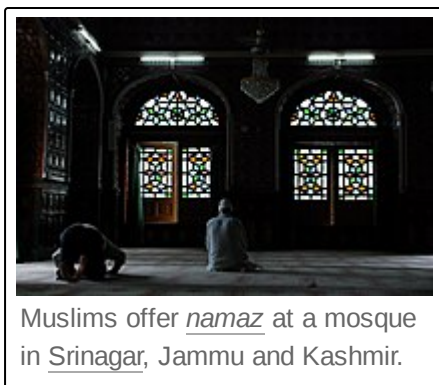 Muslims offer namaz at a mosque
in Srinagar, Jammu and Kashmir.